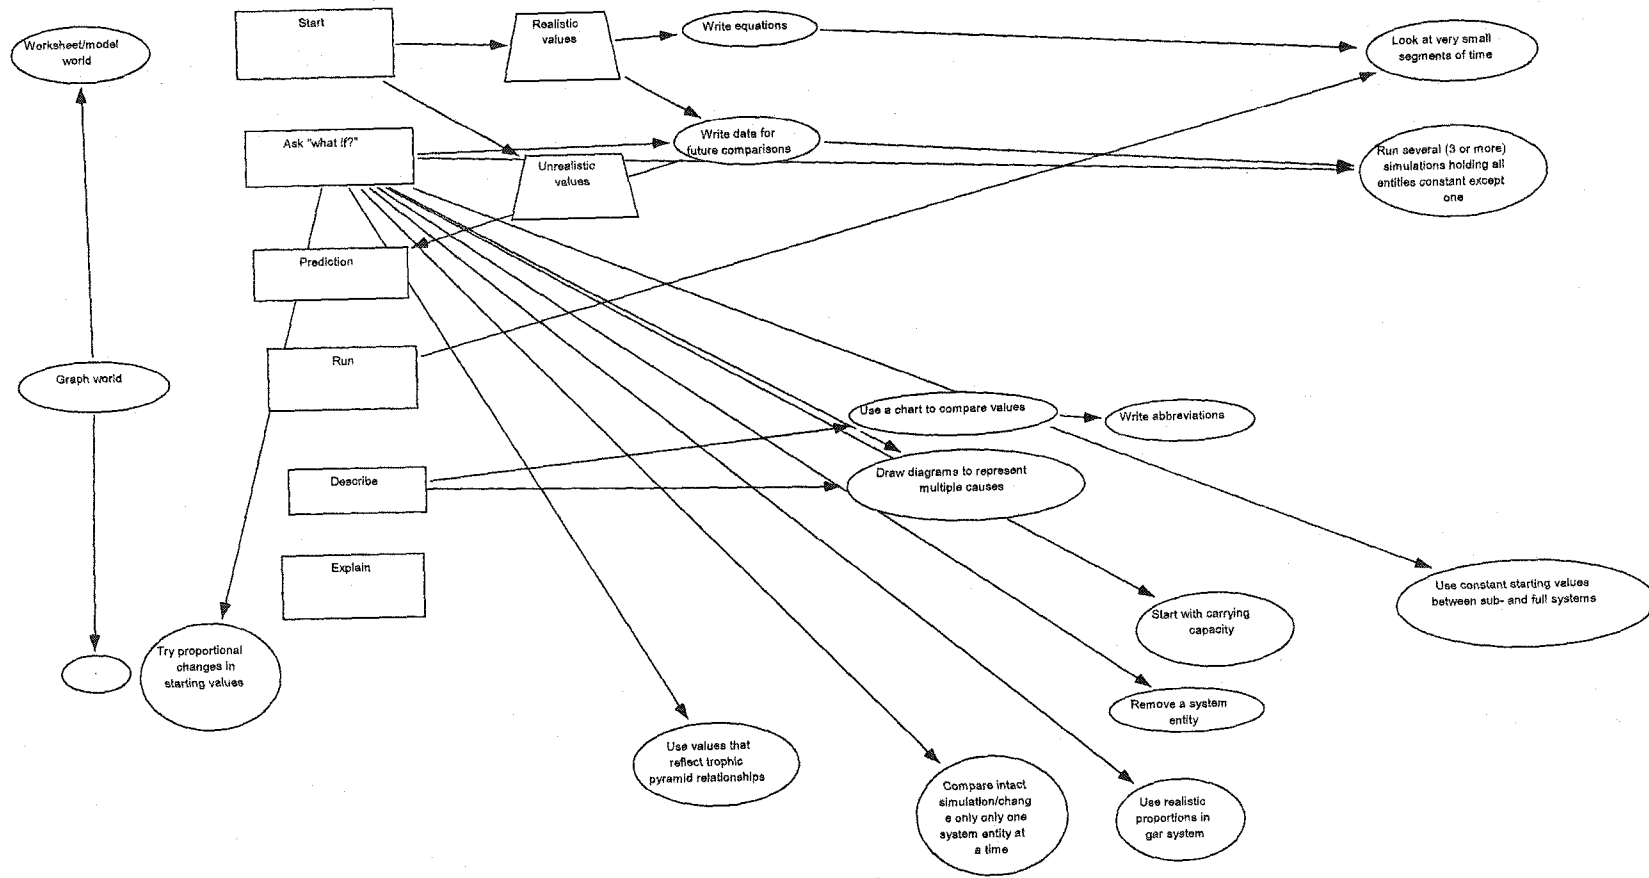 Worksheet/model
world
Start
Realistic
values
Write equations
Look at very small
segments of time
Ask "what if?"
Write data for
future comparisons
Unrealistic
values
Run several (3 or more)
simulations holding all
entities constant except
one
Prediction
Run
Graph world
Use a chart to compare values
Write abbreviations
Describe
Draw diagrams to represent
multiple causes
Explain
Use constant starting values
between sub- and full systems
Start with carrying
capacity
Try proportional
changes in
starting values
Remove a system
entity
Use values that
reflect trophic
pyramid relationships
Compare intact
simulation/chang
e only only one
system entity at
a time
Use realistic
proportions in
gar system